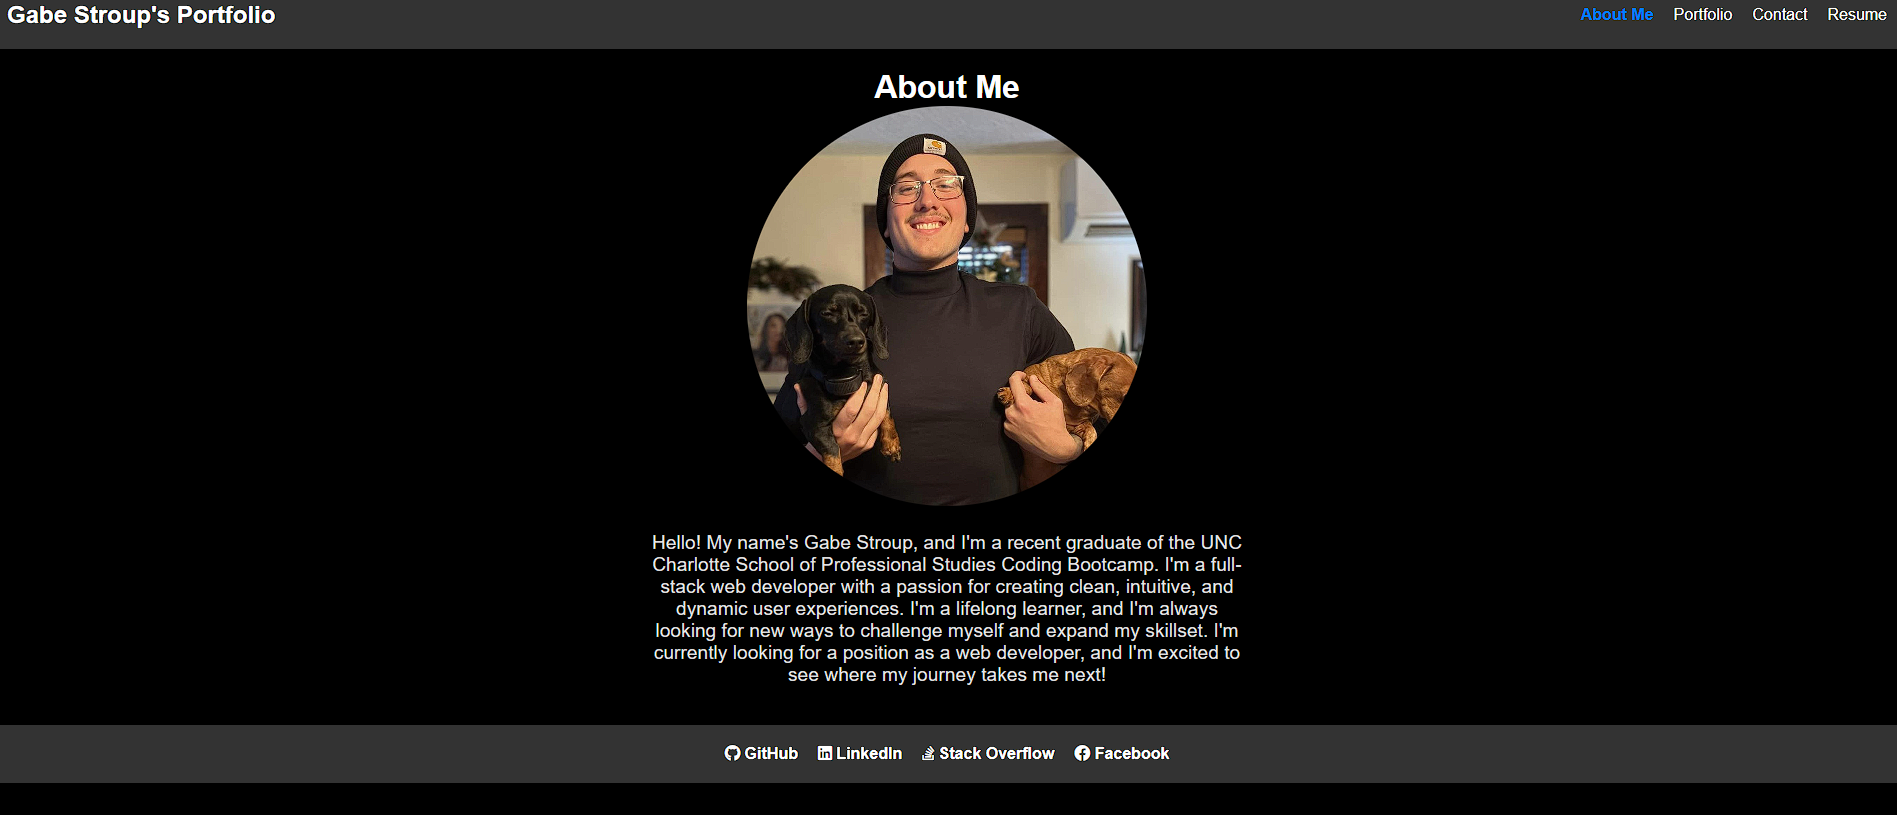 Gabe Stroup's Portfolio
About Me Portfolio Contact Resume
About Me
Hello! My name's Gabe Stroup, and I'm a recent graduate of the UNC
Charlotte School of Professional Studies Coding Bootcamp. I'm a full-
stack web developer with a passion for creating clean, intuitive, and
dynamic user experiences. I'm a lifelong learner, and I'm always
looking for new ways to challenge myself and expand my skillset. I'm
currently looking for a position as a web developer, and I'm excited to
see where my journey takes me next!
GitHub LinkedIn Stack Overflow Facebook